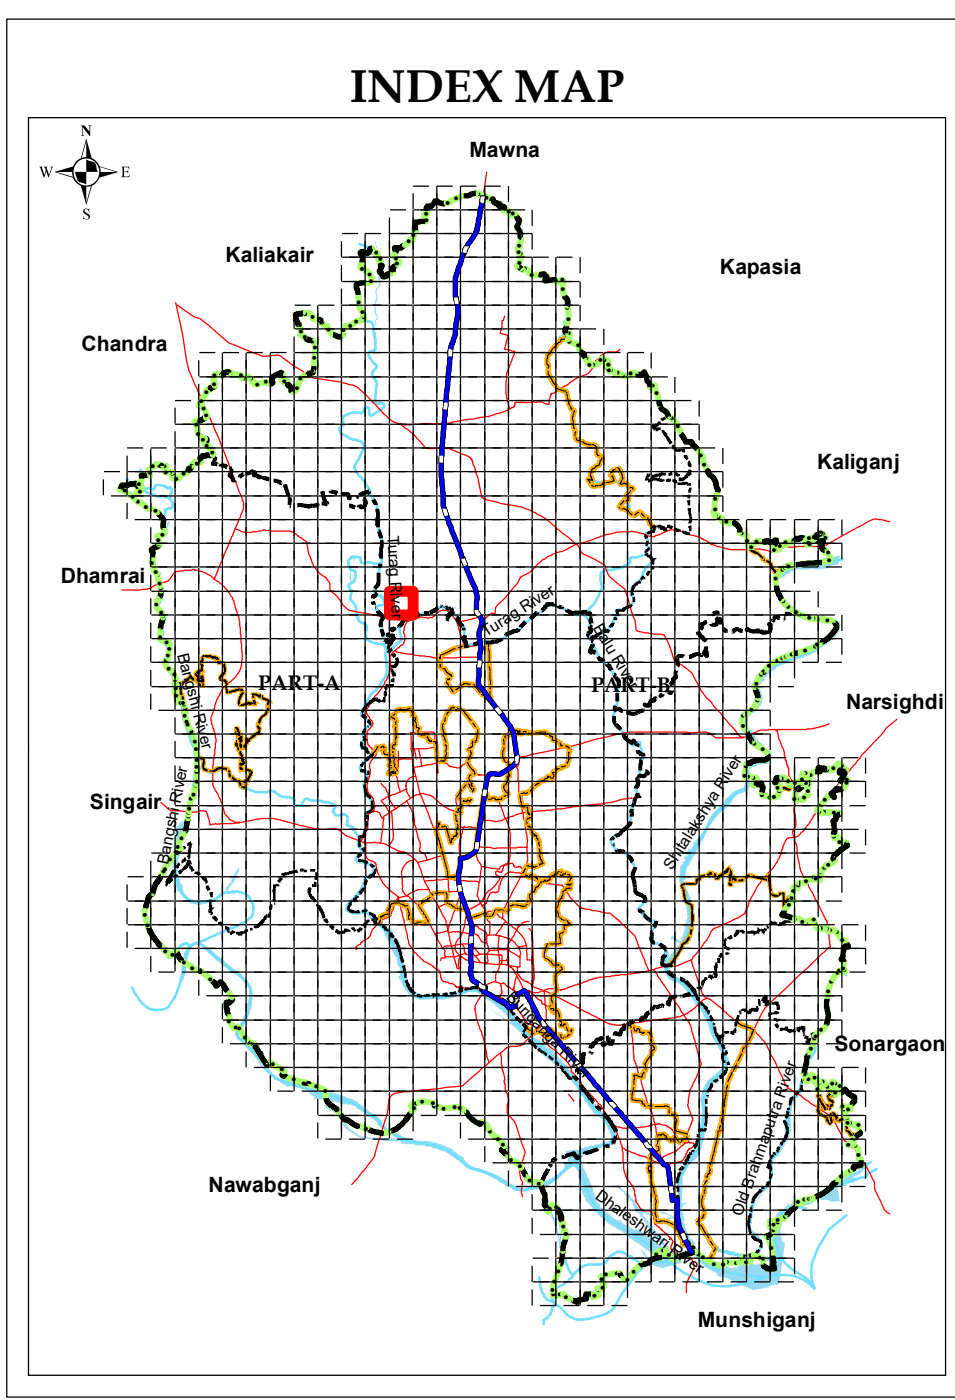 INDEX MAP
N
W
E
S
Mawna
Kaliakair
Kapasia
Chandra
Kaliganj
Turag River
Dhamrai
Turag River
Balu River
Bangshi River
PART-A
PART-B
Narsighdi
Shitalakshya River
Singair
Bangshi River
Buriganga River
Sonargaon
Old Brahmaputra River
Nawabganj
Dhaleshwari River
Munshiganj